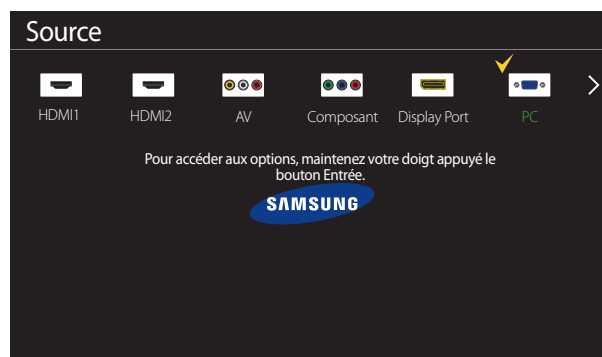 Source
HDMI1 HDMI2 AV Composant Display Port PC
Pour accéder aux options, maintenez votre doigt appuyé le
bouton Entrée.
SAMSUNG